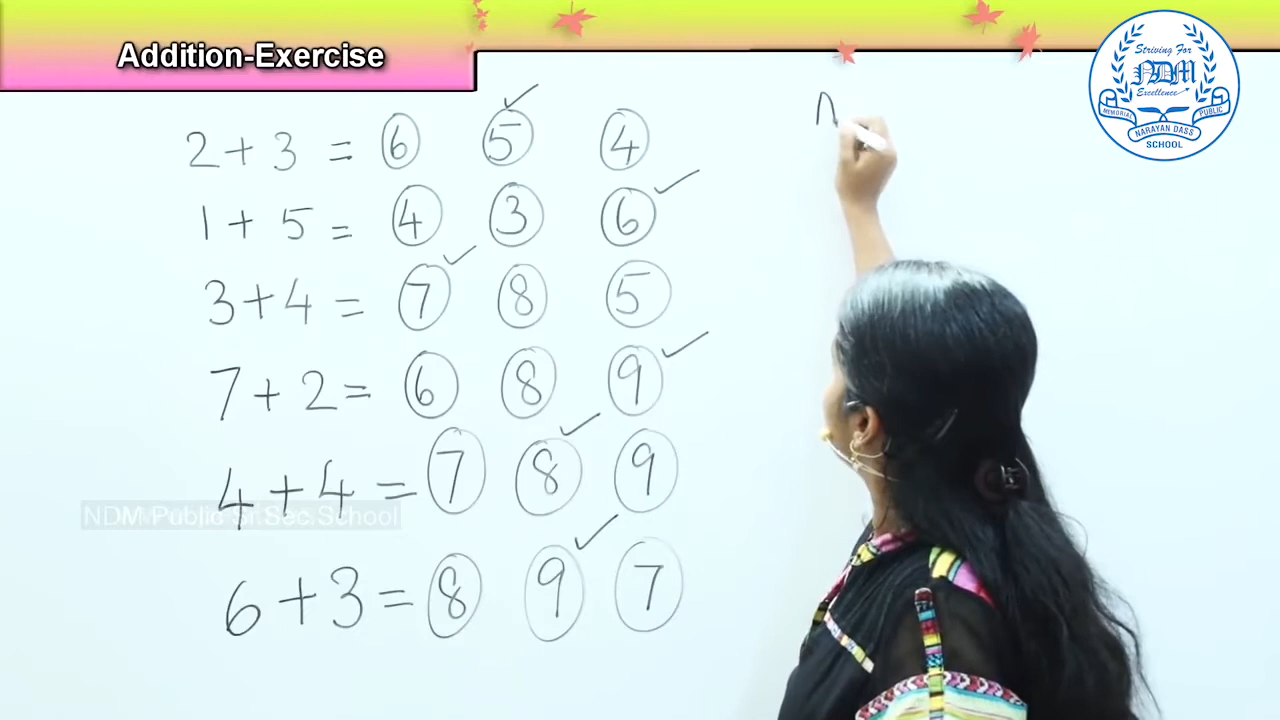 Addition-Exercise
2 + 3 = 6 5 4
1 + 5 = 4 3 6
3 + 4 = 7 8 5
7 + 2 = 6 8 9
4 + 4 = 7 8 9
6 + 3 = 8 9 7
NDM Public Sr.Sec.School
Striving For
NDM
Excellence
MEMORIAL PUBLIC
NARAYAN DASS
SCHOOL